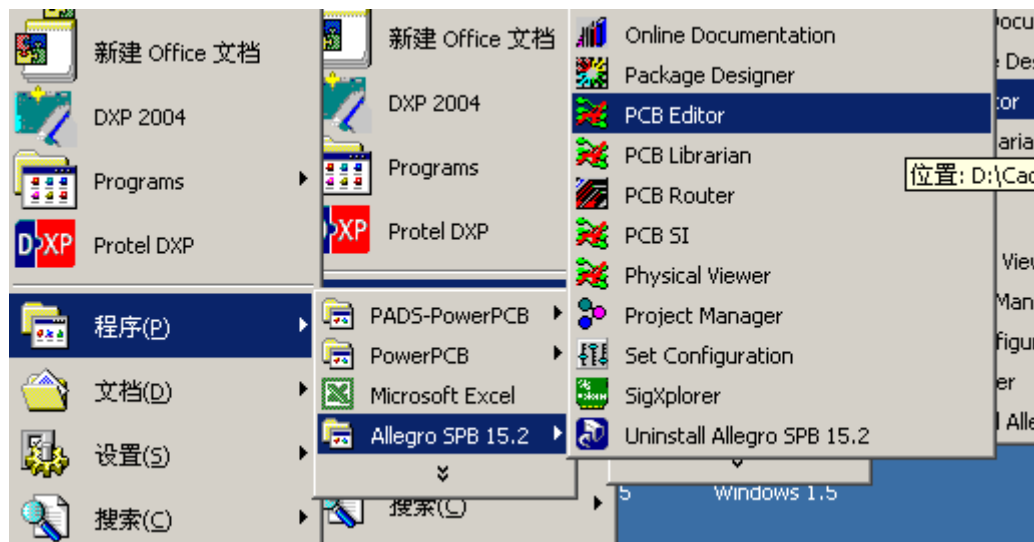 新建 Office 文档
DXP 2004
Programs
Protel DXP
程序(P)
文档(D)
设置(S)
搜索(C)
新建 Office 文档
DXP 2004
Programs
Protel DXP
搜索(C)
PADS-PowerPCB
PowerPCB
Microsoft Excel
Allegro SPB 15.2
Online Documentation
Package Designer
PCB Editor
PCB Librarian
PCB Router
PCB SI
Physical Viewer
Project Manager
Set Configuration
SigXplorer
Uninstall Allegro SPB 15.2
位置: D:\Cad
5 Windows 1.5